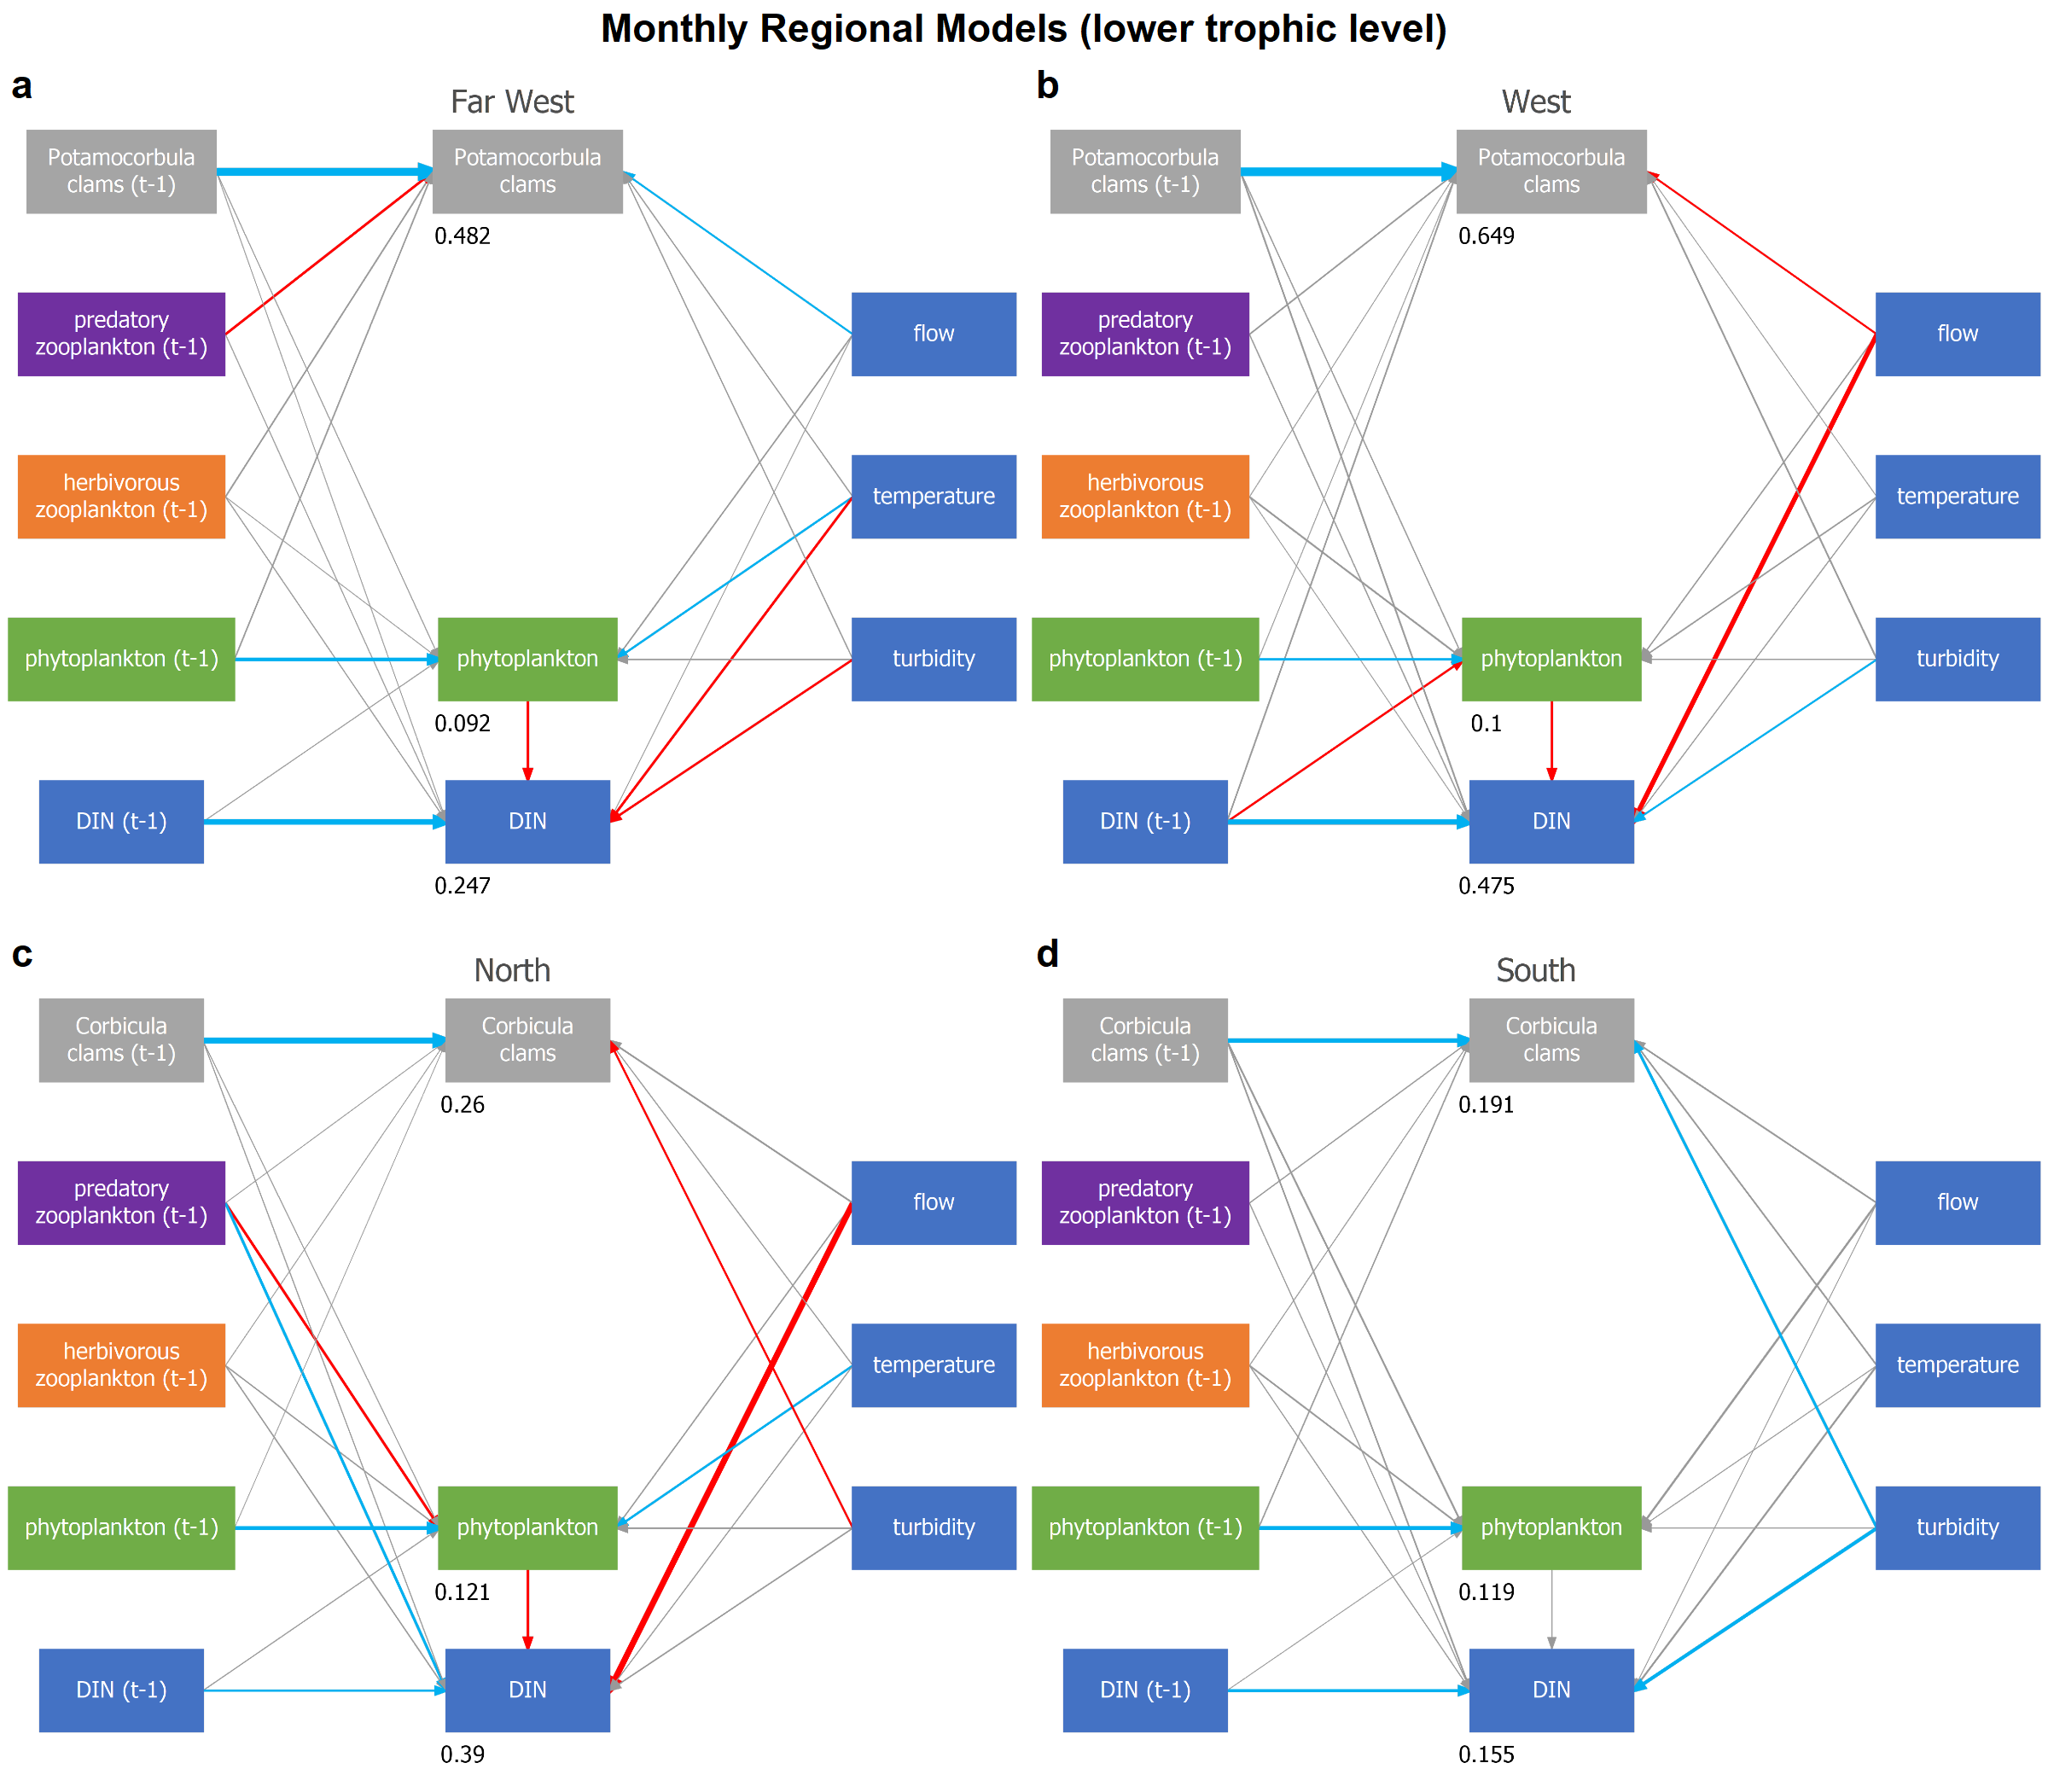 Monthly Regional Models (lower trophic level)
a
Far West
Potamocorbula
clams (t-1)
Potamocorbula
clams
0.482
predatory
zooplankton (t-1)
flow
herbivorous
zooplankton (t-1)
temperature
phytoplankton (t-1)
phytoplankton
turbidity
0.092
DIN (t-1)
DIN
0.247
b
West
Potamocorbula
clams (t-1)
Potamocorbula
clams
0.649
predatory
zooplankton (t-1)
flow
herbivorous
zooplankton (t-1)
temperature
phytoplankton (t-1)
phytoplankton
turbidity
0.1
DIN (t-1)
DIN
0.475
c
North
Corbicula
clams (t-1)
Corbicula
clams
0.26
predatory
zooplankton (t-1)
flow
herbivorous
zooplankton (t-1)
temperature
phytoplankton (t-1)
phytoplankton
turbidity
0.121
DIN (t-1)
DIN
0.39
d
South
Corbicula
clams (t-1)
Corbicula
clams
0.191
predatory
zooplankton (t-1)
flow
herbivorous
zooplankton (t-1)
temperature
phytoplankton (t-1)
phytoplankton
turbidity
0.119
DIN (t-1)
DIN
0.155